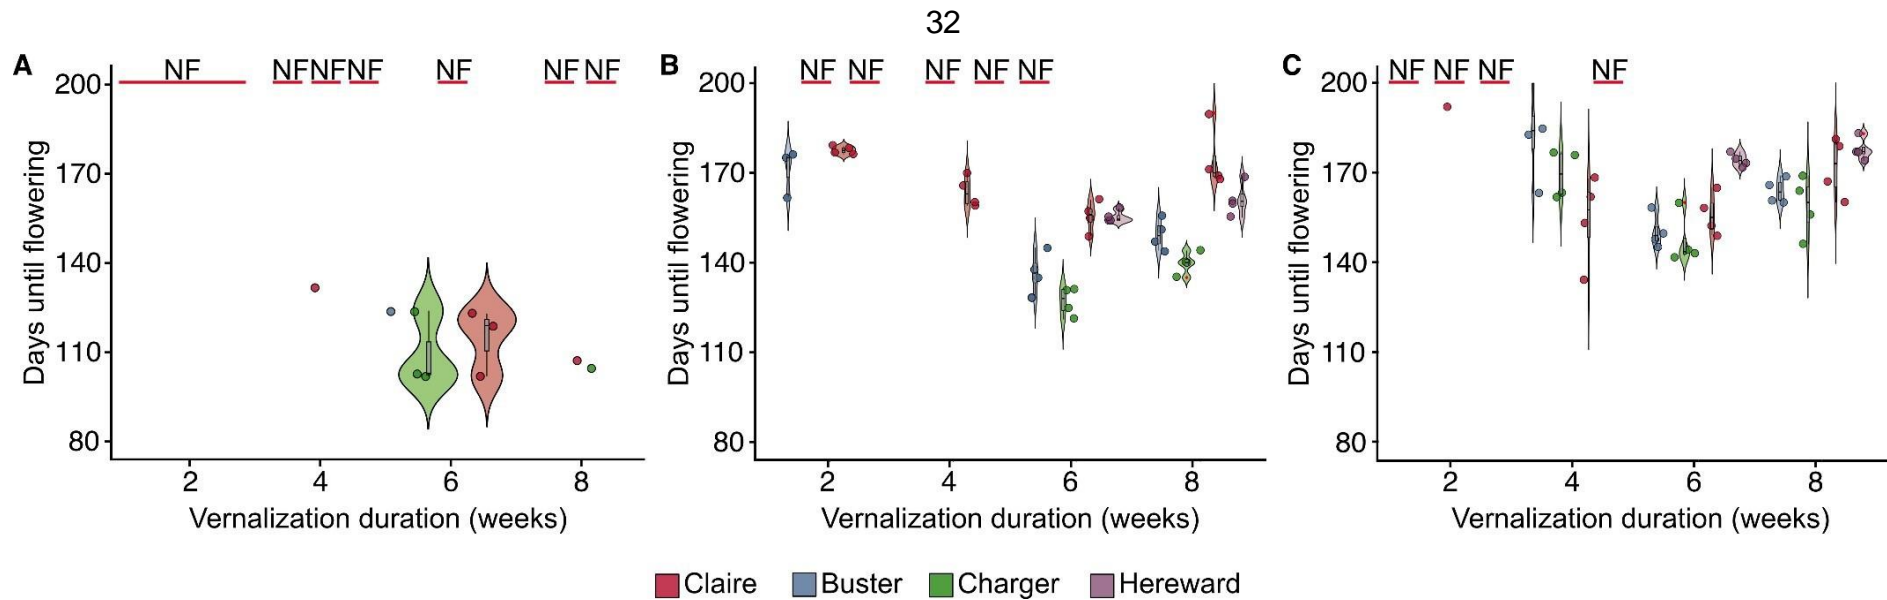 32
A
NF NF NF NF NF NF NF
200
170
140
110
80
Days until flowering
2 4 6 8
Vernalization duration (weeks)
B
NF NF NF NF NF
200
170
140
110
80
Days until flowering
2 4 6 8
Vernalization duration (weeks)
C
NF NF NF NF
200
170
140
110
80
Days until flowering
2 4 6 8
Vernalization duration (weeks)
Claire Buster Charger Hereward